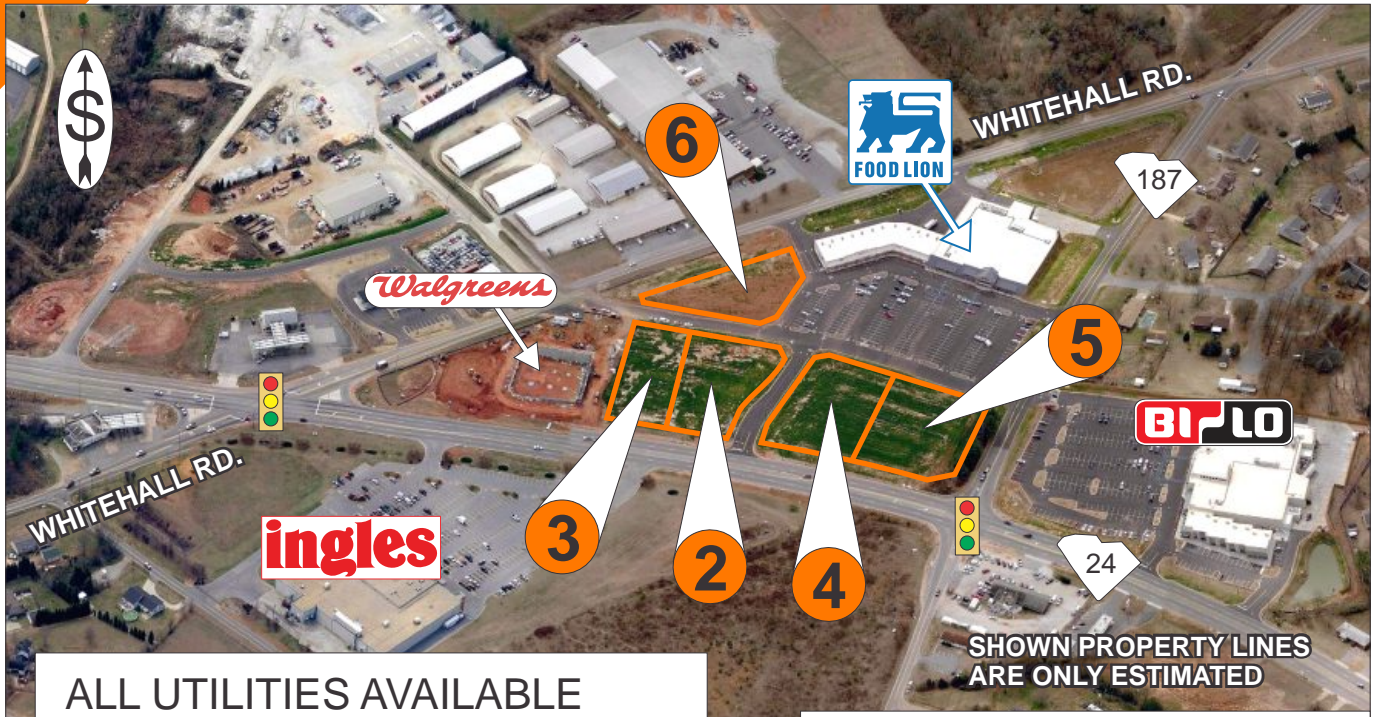 $
6
FOOD LION
WHITEHALL RD.
187
Walgreens
5
BI-LO
WHITEHALL RD.
ingles
3
2
4
24
SHOWN PROPERTY LINES
ARE ONLY ESTIMATED
ALL UTILITIES AVAILABLE